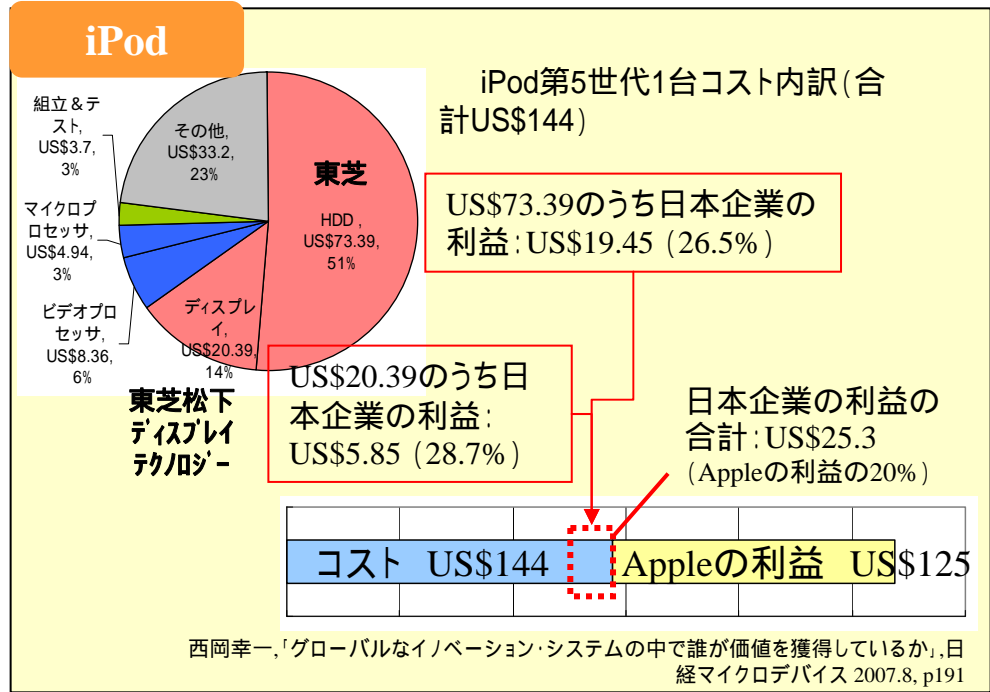 iPod
iPod第5世代1台コスト内訳(合
計US$144)
組立&テ
スト,
US$3.7,
3%
その他,
US$33.2,
23%
東芝
HDD ,
US$73.39,
51%
マイクロプ
ロセッサ,
US$4.94,
3%
ビデオプロ
セッサ,
US$8.36,
6%
ディスプレ
イ,
US$20.39,
14%
東芝松下
ディスプレイ
テクノロジー
US$73.39のうち日本企業の
利益:US$19.45 (26.5%)
US$20.39のうち日
本企業の利益:
US$5.85 (28.7%)
日本企業の利益の
合計:US$25.3
(Appleの利益の20%)
コスト US$144
Appleの利益 US$125
西岡幸一,「グローバルなイノベーション・システムの中で誰が価値を獲得しているか」,日
経マイクロデバイス 2007.8, p191